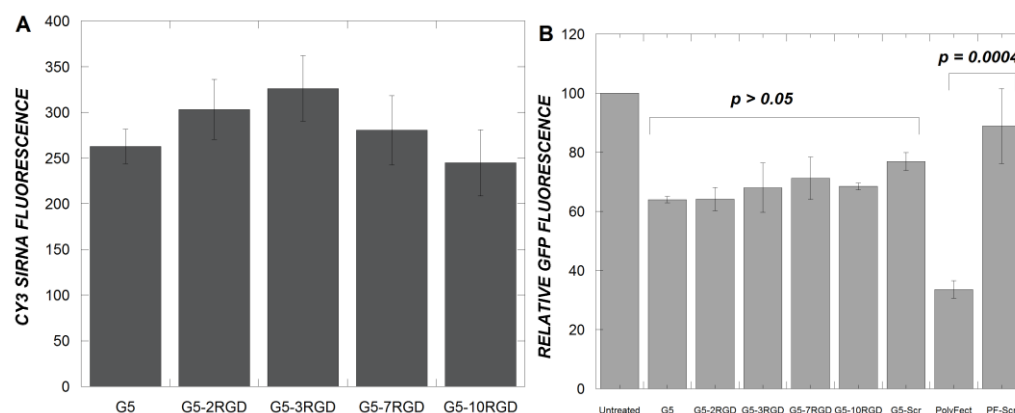 A
CY3 SIRNA FLUORESCENCE
400
350
300
250
200
150
100
50
0
G5 G5-2RGD G5-3RGD G5-7RGD G5-10RGD
B
RELATIVE GFP FLUORESCENCE
120
100
80
60
40
20
0
p > 0.05
p = 0.0004
Untreated G5 G5-2RGD G5-3RGD G5-7RGD G5-10RGD G5-Scr PolyFect PF-Scr